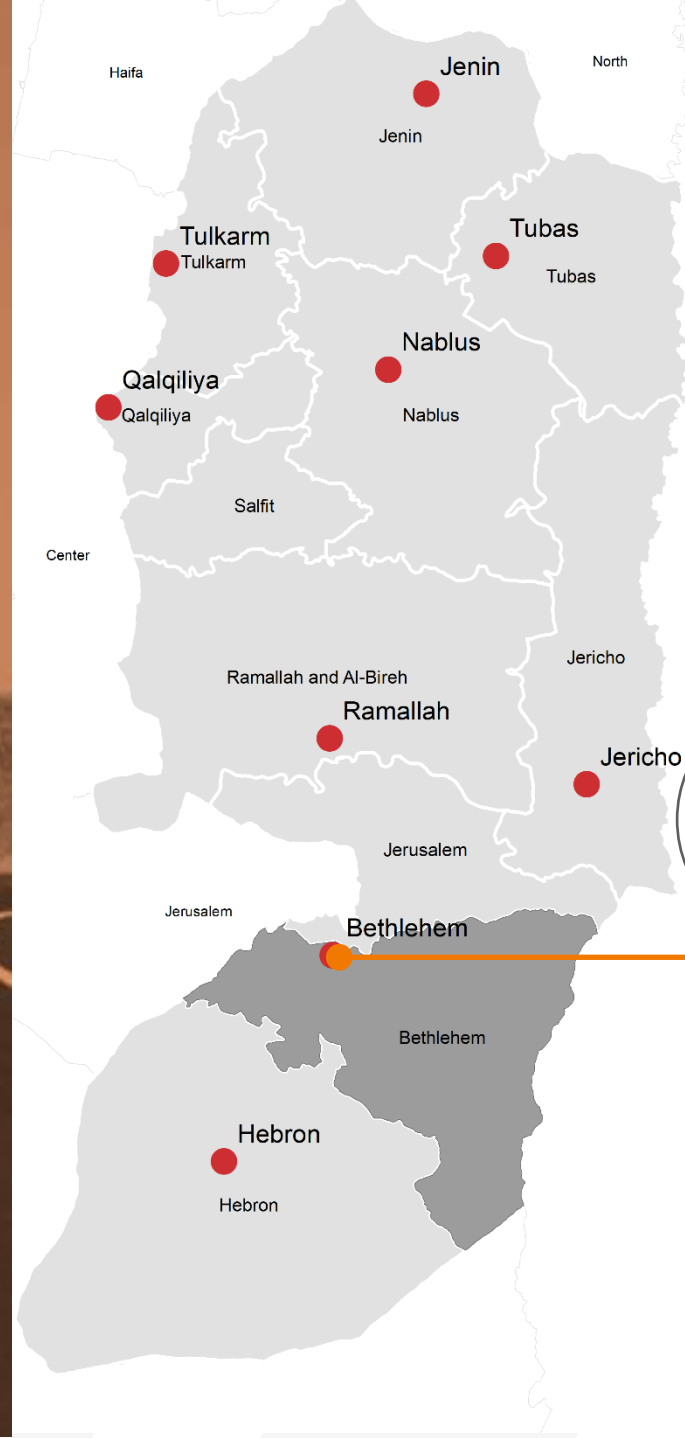 Jenin
North
Haifa
Jenin
Tubas
Tulkarm
Tulkarm
Tubas
Nablus
Qalqiliya
Qalqiliya
Nablus
Salfit
Center
Jericho
Ramallah and Al-Bireh
Ramallah
Jericho
Jerusalem
Jerusalem
Bethlehem
Bethlehem
Hebron
Hebron